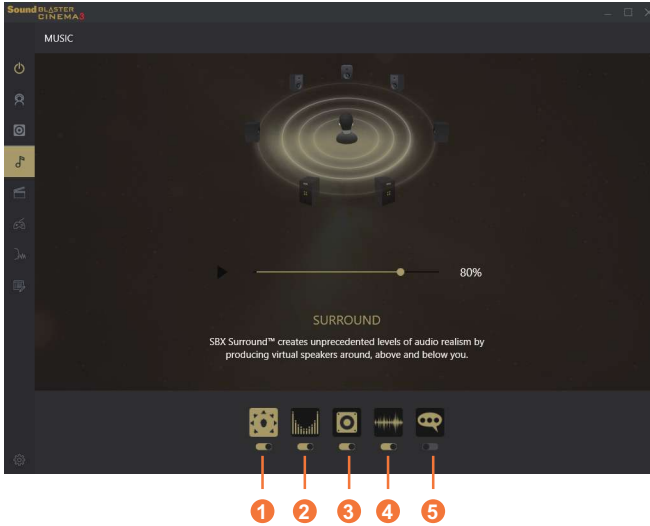 Sound BLASTER
CINEMA3
MUSIC
80%
SURROUND
SBX Surround™ creates unprecedented levels of audio realism by
producing virtual speakers around, above and below you.
1 2 3 4 5